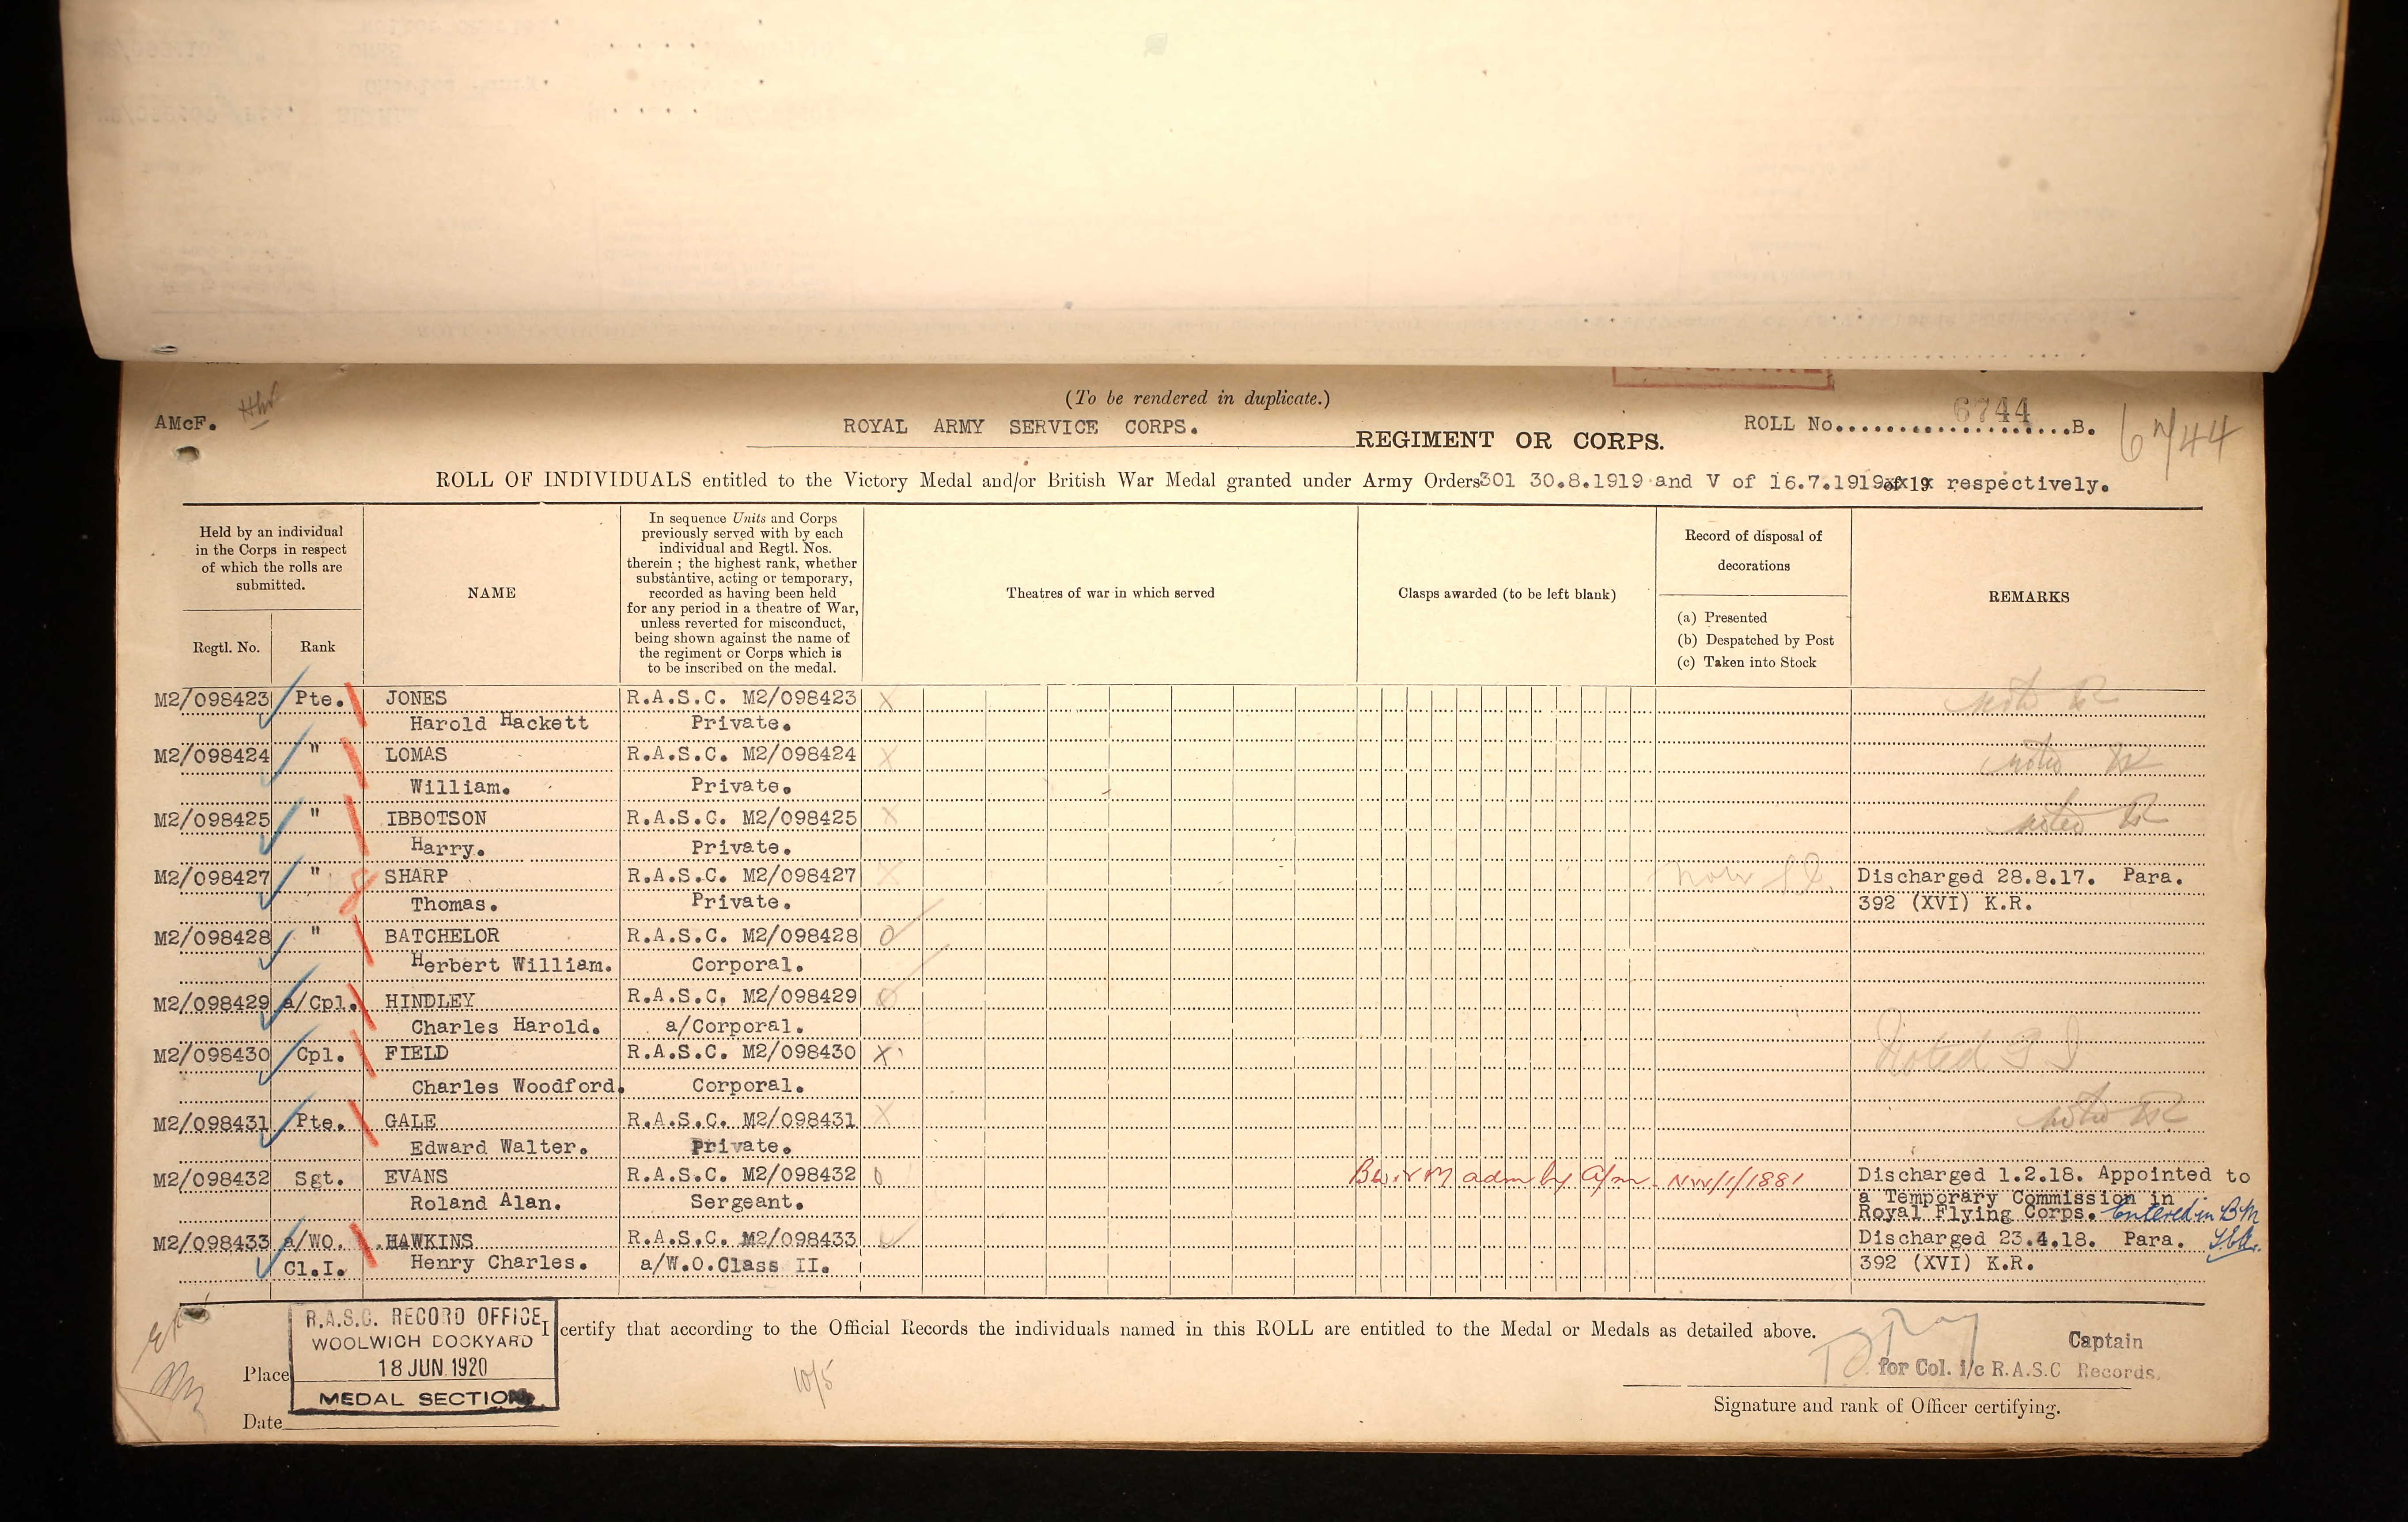 (To be rendered in duplicate.)
AMcF.
ROYAL ARMY SERVICE CORPS. REGIMENT OR CORPS.
ROLL No. 6744 B.
6744
ROLL OF INDIVIDUALS entitled to the Victory Medal and/or British War Medal granted under Army Orders 301 30.8.1919 and V of 16.7.1919 of 19 respectively.
Held by an individual
in the Corps in respect
of which the rolls are
submitted.
Regtl. No.
Rank
NAME
In sequence Units and Corps
previously served with by each
individual and Regtl. Nos.
therein ; the highest rank, whether
substantive, acting or temporary,
recorded as having been held
for any period in a theatre of War,
unless reverted for misconduct,
being shown against the name of
the regiment or Corps which is
to be inscribed on the medal.
Theatres of war in which served
Clasps awarded (to be left blank)
Record of disposal of
decorations
(a) Presented
(b) Despatched by Post
(c) Taken into Stock
REMARKS
M2/098423 Pte. JONES R.A.S.C. M2/098423 X
Harold Hackett Private.
M2/098424 " LOMAS R.A.S.C. M2/098424 X
William. Private.
M2/098425 " IBBOTSON R.A.S.C. M2/098425 X noted
Harry. Private.
M2/098427 " SHARP R.A.S.C. M2/098427 X Discharged 28.8.17. Para.
Thomas. Private. 392 (XVI) K.R.
M2/098428 " BATCHELOR R.A.S.C. M2/098428
Herbert William. Corporal.
M2/098429 a/Cpl. HINDLEY R.A.S.C. M2/098429
Charles Harold. a/Corporal.
M2/098430 Cpl. FIELD R.A.S.C. M2/098430 X Noted
Charles Woodford. Corporal.
M2/098431 Pte. GALE R.A.S.C. M2/098431 X
Edward Walter. Private.
M2/098432 Sgt. EVANS R.A.S.C. M2/098432 adm by NW/1/1881 Discharged 1.2.18. Appointed to
Roland Alan. Sergeant. a Temporary Commission in
Royal Flying Corps. Entered in BM
M2/098433 a/WO. HAWKINS R.A.S.C. M2/098433 Discharged 23.4.18. Para.
Cl.I. Henry Charles. a/W.O.Class II. 392 (XVI) K.R.
R.A.S.C. RECORD OFFICE
WOOLWICH DOCKYARD
18 JUN 1920
MEDAL SECTION
I certify that according to the Official Records the individuals named in this ROLL are entitled to the Medal or Medals as detailed above.
Captain
Place
10/5
for Col. i/c R.A.S.C Records.
Signature and rank of Officer certifying.
Date